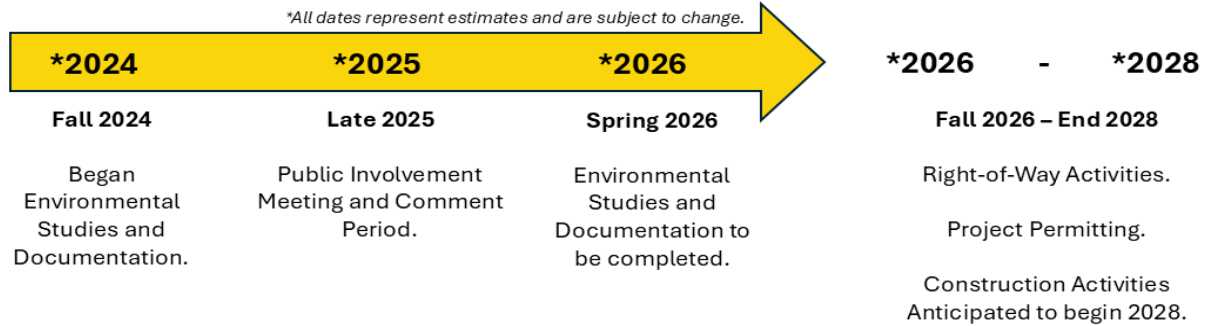 *All dates represent estimates and are subject to change.
*2024
*2025
*2026
*2026 - *2028
Fall 2024
Late 2025
Spring 2026
Fall 2026 – End 2028
Began
Environmental
Studies and
Documentation.
Public Involvement
Meeting and Comment
Period.
Environmental
Studies and
Documentation to
be completed.
Right-of-Way Activities.
Project Permitting.
Construction Activities
Anticipated to begin 2028.